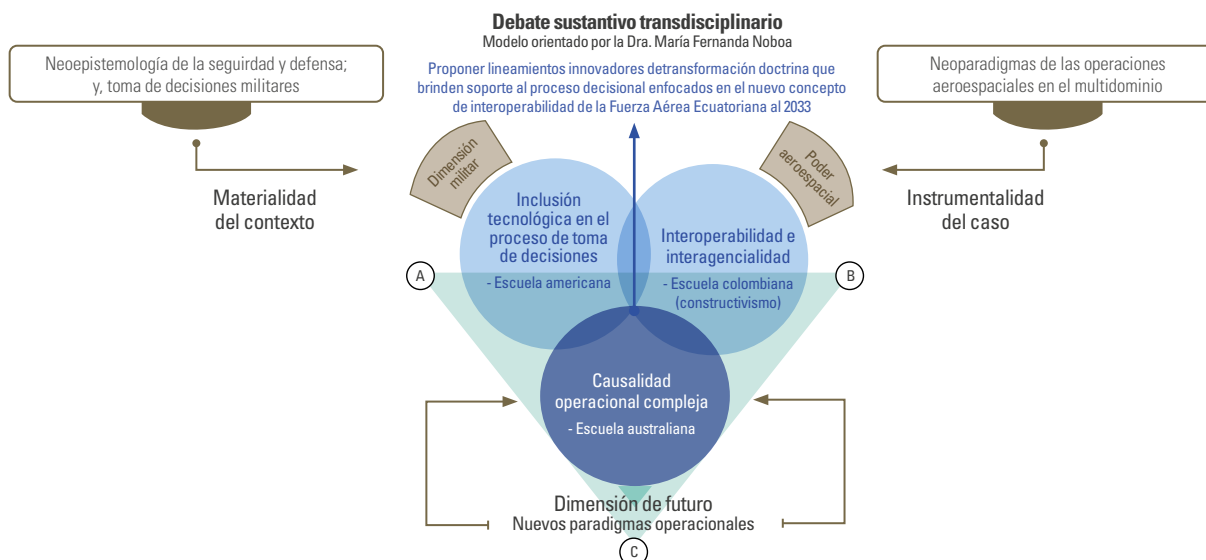 Debate sustantivo transdisciplinario
Modelo orientado por la Dra. María Fernanda Noboa
Proponer lineamientos innovadores detransformación doctrina que
brinden soporte al proceso decisional enfocados en el nuevo concepto
de interoperabilidad de la Fuerza Aérea Ecuatoriana al 2033
Neoepistemología de la seguirdad y defensa;
y, toma de decisiones militares
Neoparadigmas de las operaciones
aeroespaciales en el multidominio
Dimensión
militar
Poder
aeroespacial
Materialidad
del contexto
Instrumentalidad
del caso
Inclusión
tecnológica en el
proceso de toma
de decisiones
- Escuela americana
Interoperabilidad e
interagencialidad
- Escuela colombiana
(constructivismo)
A
B
Causalidad
operacional compleja
- Escuela australiana
Dimensión de futuro
Nuevos paradigmas operacionales
C